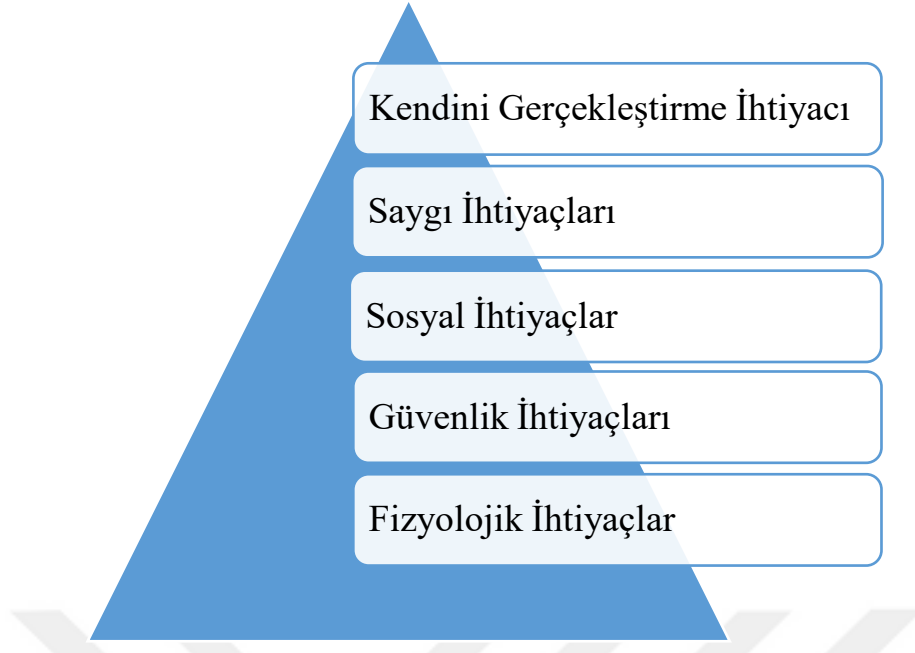 Kendini Gerçekleştirme İhtiyacı
Saygı İhtiyaçları
Sosyal İhtiyaçlar
Güvenlik İhtiyaçları
Fizyolojik İhtiyaçlar